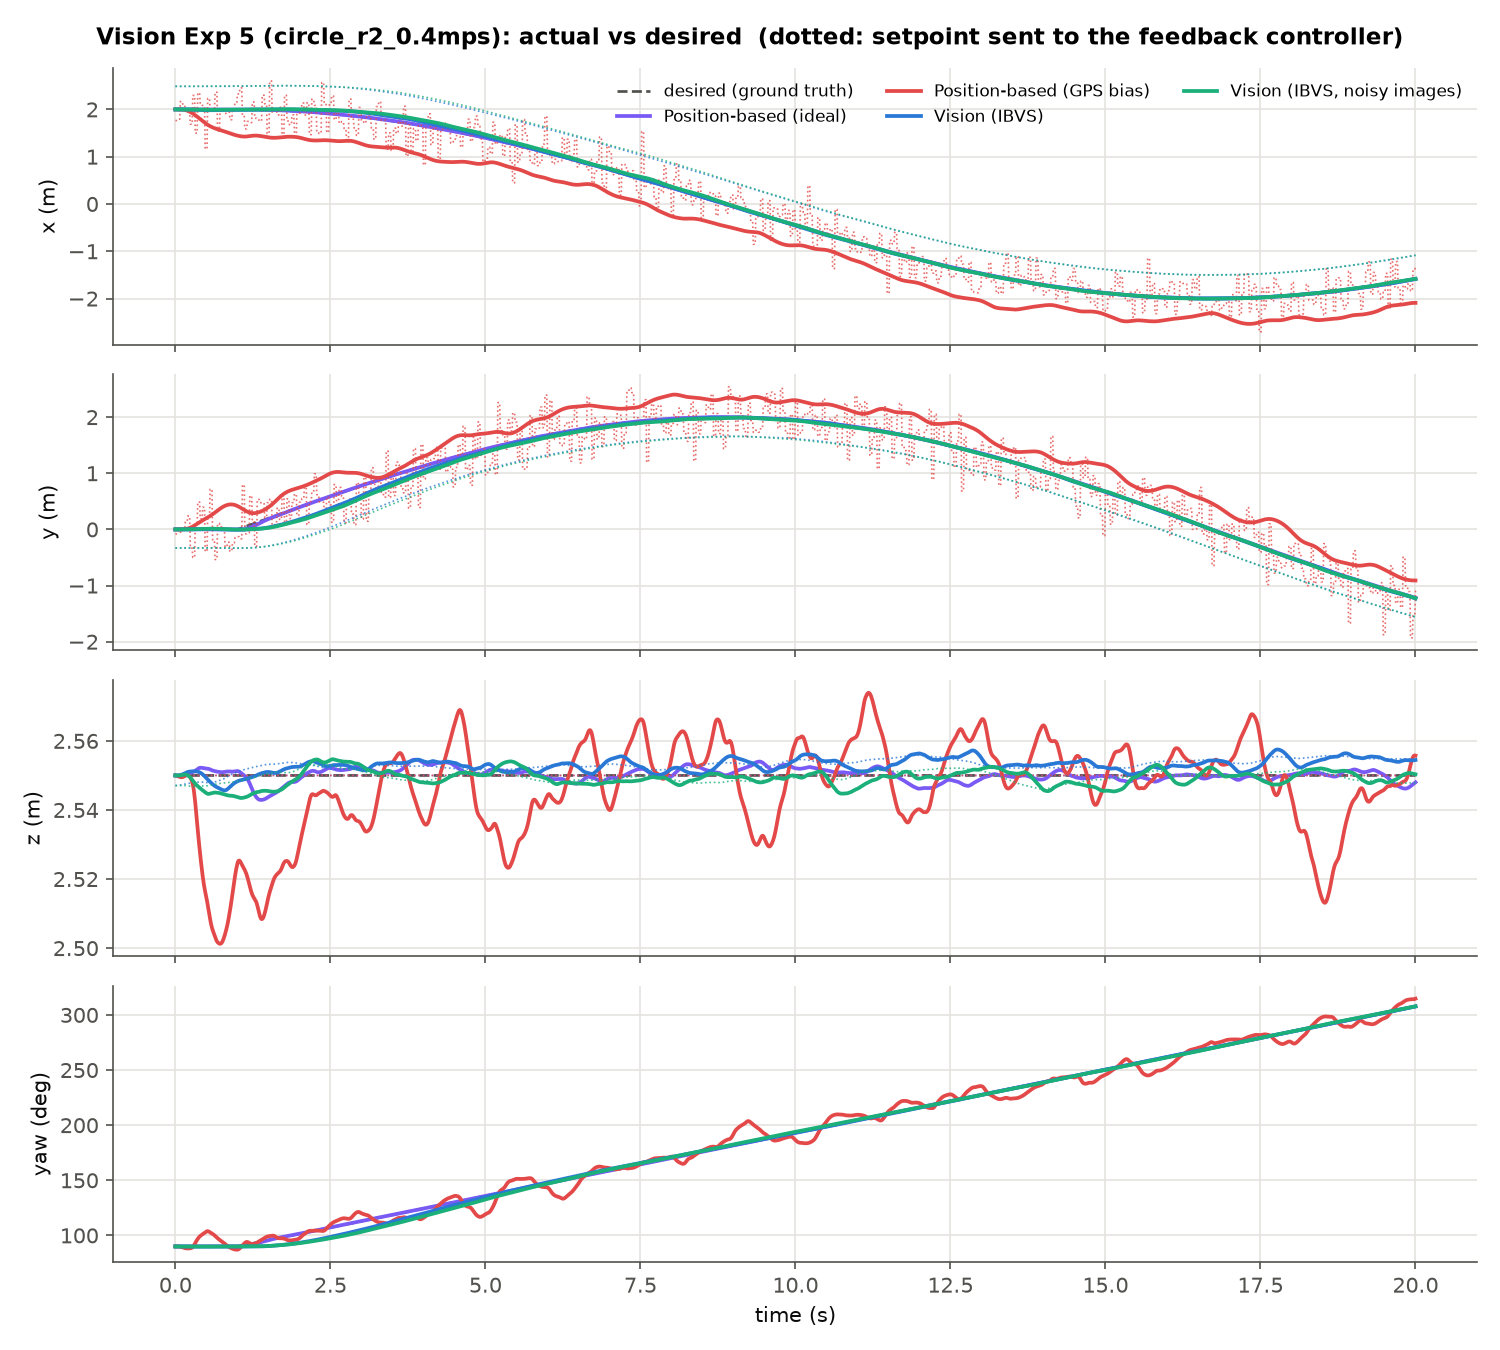 Vision Exp 5 (circle_r2_0.4mps): actual vs desired  (dotted: setpoint sent to the feedback controller)
desired (ground truth)
Position-based (ideal)
Position-based (GPS bias)
Vision (IBVS)
Vision (IBVS, noisy images)
x (m)
2
1
0
−1
−2
y (m)
2
1
0
−1
−2
z (m)
2.56
2.54
2.52
2.50
yaw (deg)
300
250
200
150
100
0.0 2.5 5.0 7.5 10.0 12.5 15.0 17.5 20.0
time (s)